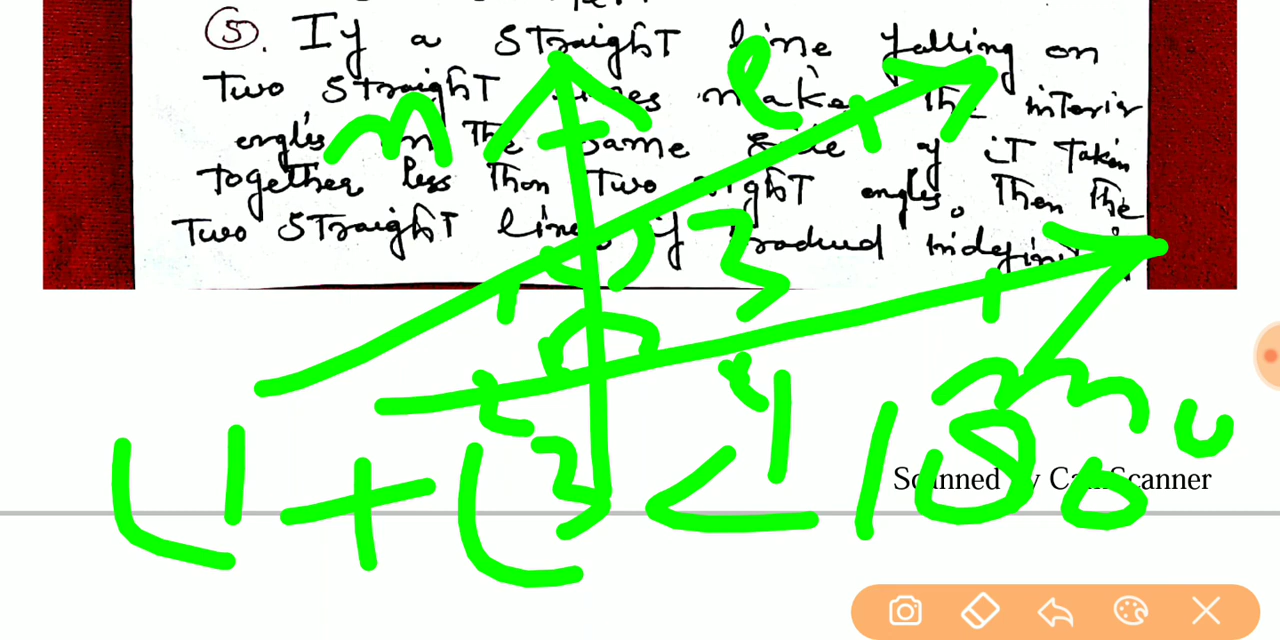 ⑤. If a straight line falling on
two straight lines makes the interir
angles on the same side of it taken
together less than two right angles. Then the
two straight lines if
n l
3
1 4
2 m
∠1+∠3<180°
Scanned by CamScanner